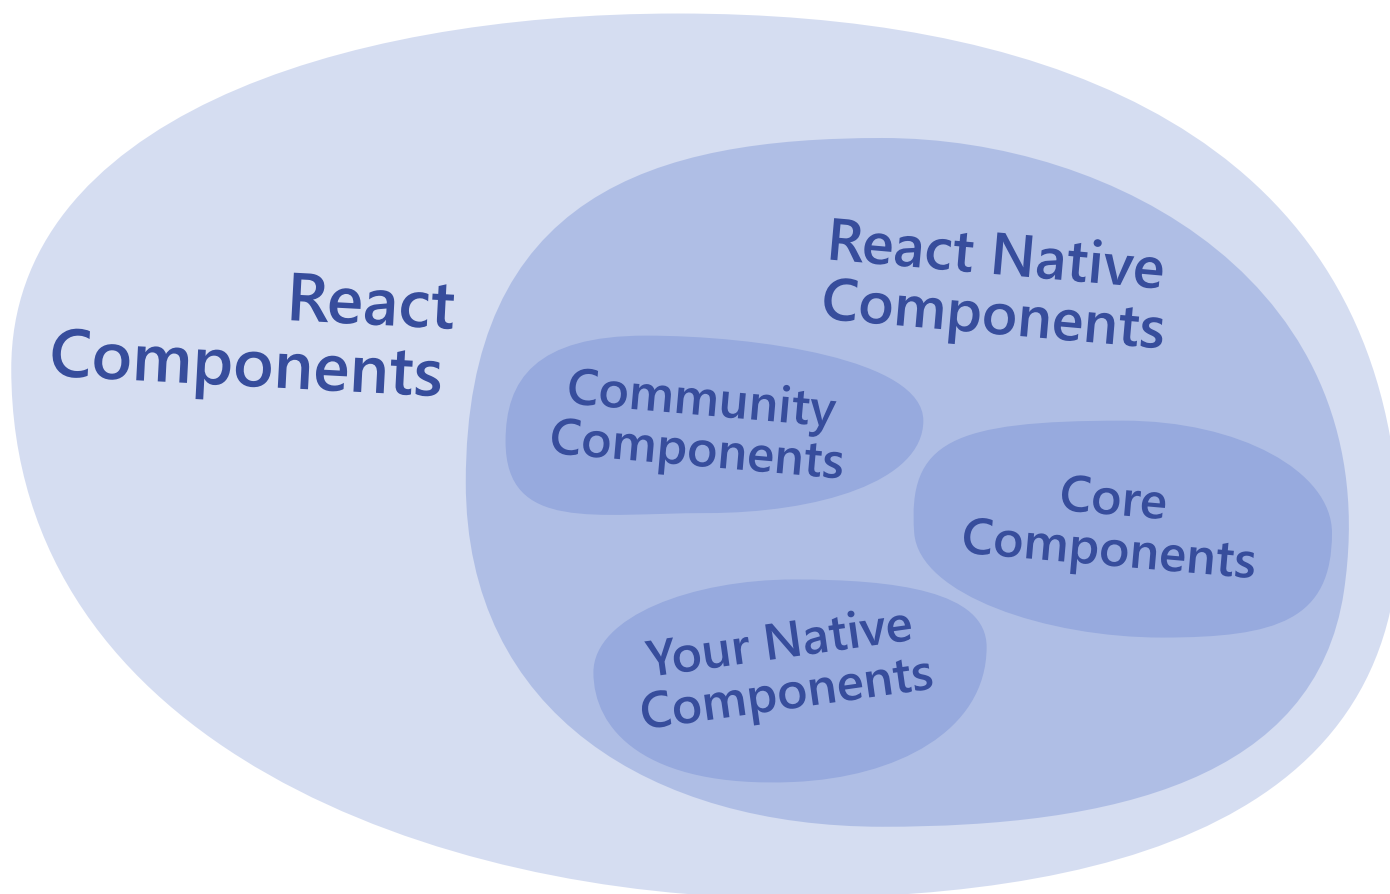 React
Components
React Native
Components
Community
Components
Core
Components
Your Native
Components